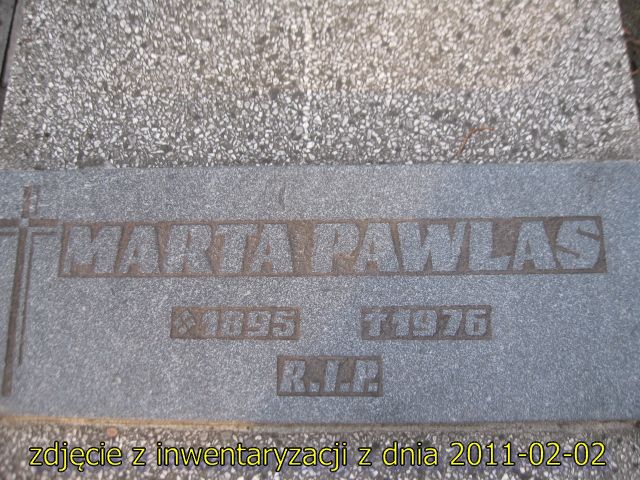 MARTA PAWLAS
1895 †1976
R.I.P.
zdjęcie z inwentaryzacji z dnia 2011-02-02